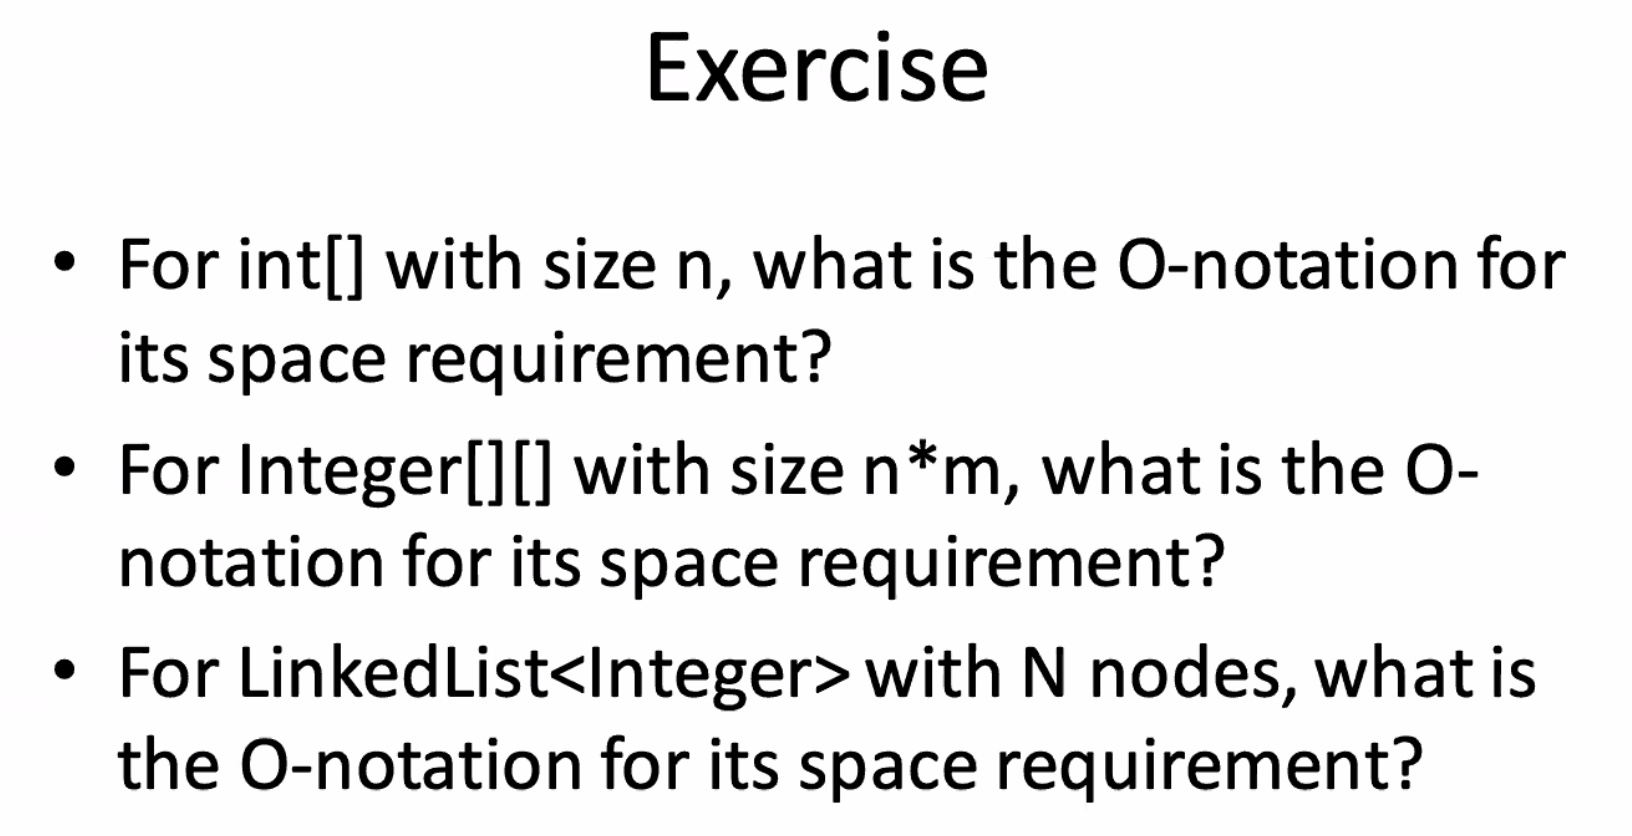 Exercise
• For int[] with size n, what is the O-notation for
its space requirement?
• For Integer[][] with size n*m, what is the O-
notation for its space requirement?
• For LinkedList<Integer> with N nodes, what is
the O-notation for its space requirement?